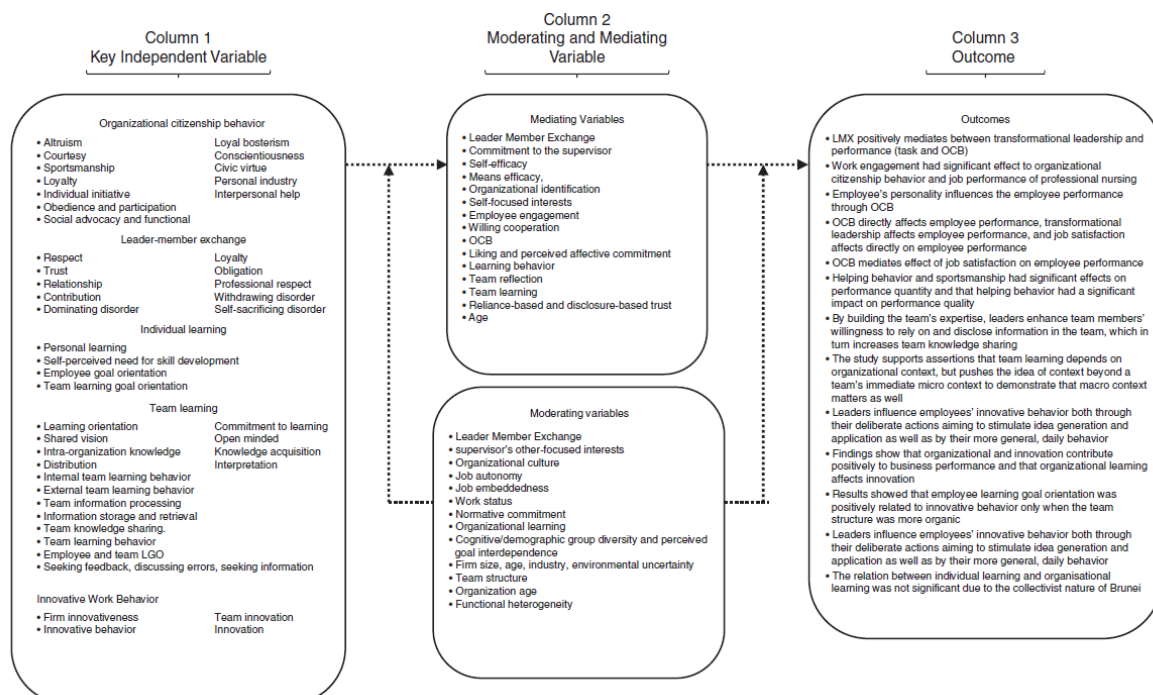 Column 1
Key Independent Variable
Column 2
Moderating and Mediating
Variable
Column 3
Outcome
Organizational citizenship behavior
• Altruism Loyal bosterism
• Courtesy Conscientiousness
• Sportsmanship Civic virtue
• Loyalty Personal industry
• Individual initiative Interpersonal help
• Obedience and participation
• Social advocacy and functional
Leader-member exchange
• Respect Loyalty
• Trust Obligation
• Relationship Professional respect
• Contribution Withdrawing disorder
• Dominating disorder Self-sacrificing disorder
Individual learning
• Personal learning
• Self-perceived need for skill development
• Employee goal orientation
• Team learning goal orientation
Team learning
• Learning orientation Commitment to learning
• Shared vision Open minded
• Intra-organization knowledge Knowledge acquisition
• Distribution Interpretation
• Internal team learning behavior
• External team learning behavior
• Team information processing
• Information storage and retrieval
• Team knowledge sharing.
• Team learning behavior
• Employee and team LGO
• Seeking feedback, discussing errors, seeking information
Innovative Work Behavior
• Firm innovativeness Team innovation
• Innovative behavior Innovation
Mediating Variables
• Leader Member Exchange
• Commitment to the supervisor
• Self-efficacy
• Means efficacy,
• Organizational identification
• Self-focused interests
• Employee engagement
• Willing cooperation
• OCB
• Liking and perceived affective commitment
• Learning behavior
• Team reflection
• Team learning
• Reliance-based and disclosure-based trust
• Age
Moderating variables
• Leader Member Exchange
• supervisor's other-focused interests
• Organizational culture
• Job autonomy
• Job embeddedness
• Work status
• Normative commitment
• Organizational learning
• Cognitive/demographic group diversity and perceived
goal interdependence
• Firm size, age, industry, environmental uncertainty
• Team structure
• Organization age
• Functional heterogeneity
Outcomes
• LMX positively mediates between transformational leadership and
performance (task and OCB)
• Work engagement had significant effect to organizational
citizenship behavior and job performance of professional nursing
• Employee's personality influences the employee performance
through OCB
• OCB directly affects employee performance, transformational
leadership affects employee performance, and job satisfaction
affects directly on employee performance
• OCB mediates effect of job satisfaction on employee performance
• Helping behavior and sportsmanship had significant effects on
performance quantity and that helping behavior had a significant
impact on performance quality
• By building the team's expertise, leaders enhance team members'
willingness to rely on and disclose information in the team, which in
turn increases team knowledge sharing
• The study supports assertions that team learning depends on
organizational context, but pushes the idea of context beyond a
team's immediate micro context to demonstrate that macro context
matters as well
• Leaders influence employees' innovative behavior both through
their deliberate actions aiming to stimulate idea generation and
application as well as by their more general, daily behavior
• Findings show that organizational and innovation contribute
positively to business performance and that organizational learning
affects innovation
• Results showed that employee learning goal orientation was
positively related to innovative behavior only when the team
structure was more organic
• Leaders influence employees' innovative behavior both through
their deliberate actions aiming to stimulate idea generation and
application as well as by their more general, daily behavior
• The relation between individual learning and organisational
learning was not significant due to the collectivist nature of Brunei